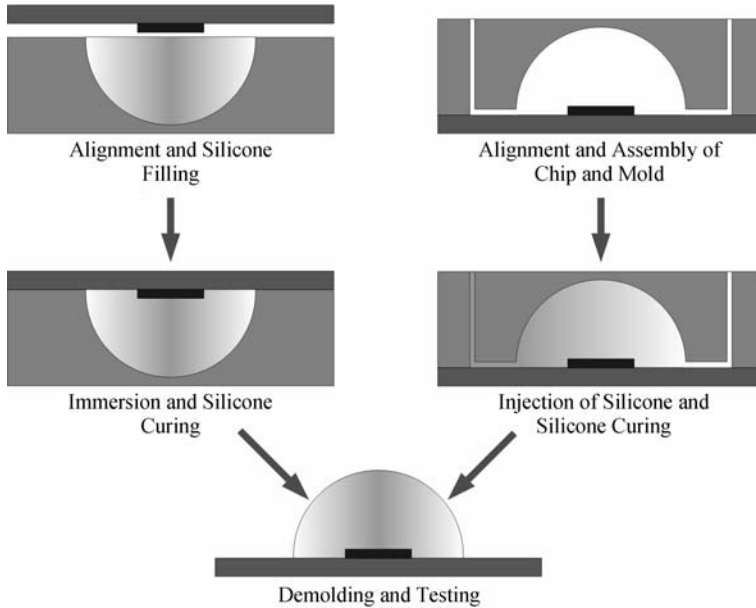 Alignment and Silicone
Filling
Alignment and Assembly of
Chip and Mold
Immersion and Silicone
Curing
Injection of Silicone and
Silicone Curing
Demolding and Testing